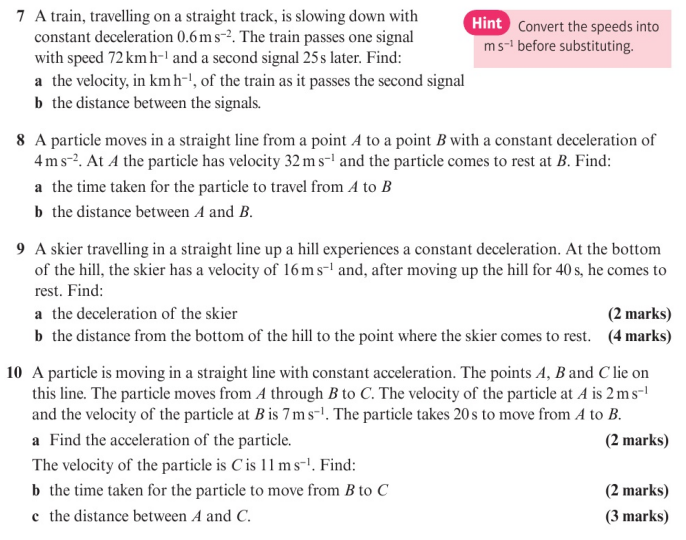 7 A train, travelling on a straight track, is slowing down with
constant deceleration 0.6 m s⁻². The train passes one signal
with speed 72 km h⁻¹ and a second signal 25 s later. Find:
Hint Convert the speeds into
m s⁻¹ before substituting.
a the velocity, in km h⁻¹, of the train as it passes the second signal
b the distance between the signals.
8 A particle moves in a straight line from a point A to a point B with a constant deceleration of
4 m s⁻². At A the particle has velocity 32 m s⁻¹ and the particle comes to rest at B. Find:
a the time taken for the particle to travel from A to B
b the distance between A and B.
9 A skier travelling in a straight line up a hill experiences a constant deceleration. At the bottom
of the hill, the skier has a velocity of 16 m s⁻¹ and, after moving up the hill for 40 s, he comes to
rest. Find:
a the deceleration of the skier (2 marks)
b the distance from the bottom of the hill to the point where the skier comes to rest. (4 marks)
10 A particle is moving in a straight line with constant acceleration. The points A, B and C lie on
this line. The particle moves from A through B to C. The velocity of the particle at A is 2 m s⁻¹
and the velocity of the particle at B is 7 m s⁻¹. The particle takes 20 s to move from A to B.
a Find the acceleration of the particle. (2 marks)
The velocity of the particle is C is 11 m s⁻¹. Find:
b the time taken for the particle to move from B to C (2 marks)
c the distance between A and C. (3 marks)